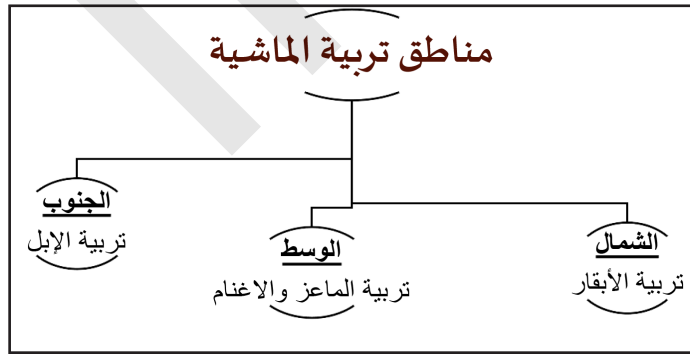 مناطق تربية الماشية
الشمال
تربية الأبقار
الوسط
تربية الماعز والاغنام
الجنوب
تربية الإبل